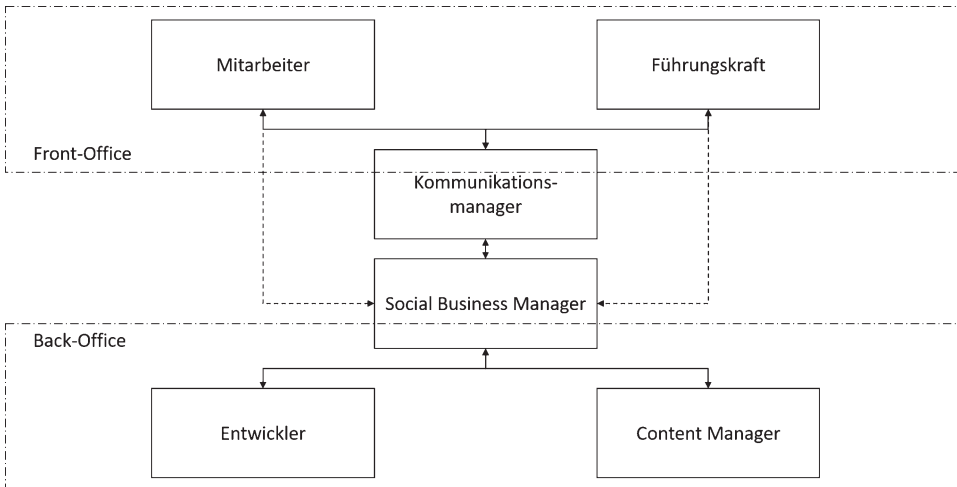 Mitarbeiter
Führungskraft
Front-Office
Kommunikations-
manager
Social Business Manager
Back-Office
Entwickler
Content Manager